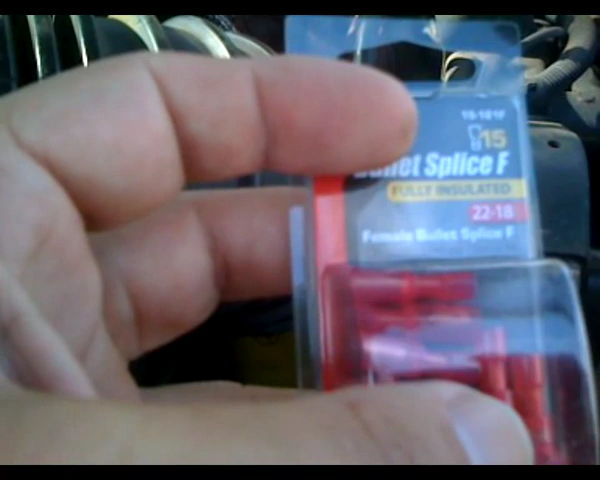 15
Bullet Splice F
FULLY INSULATED
22-18
Female Bullet Splice F